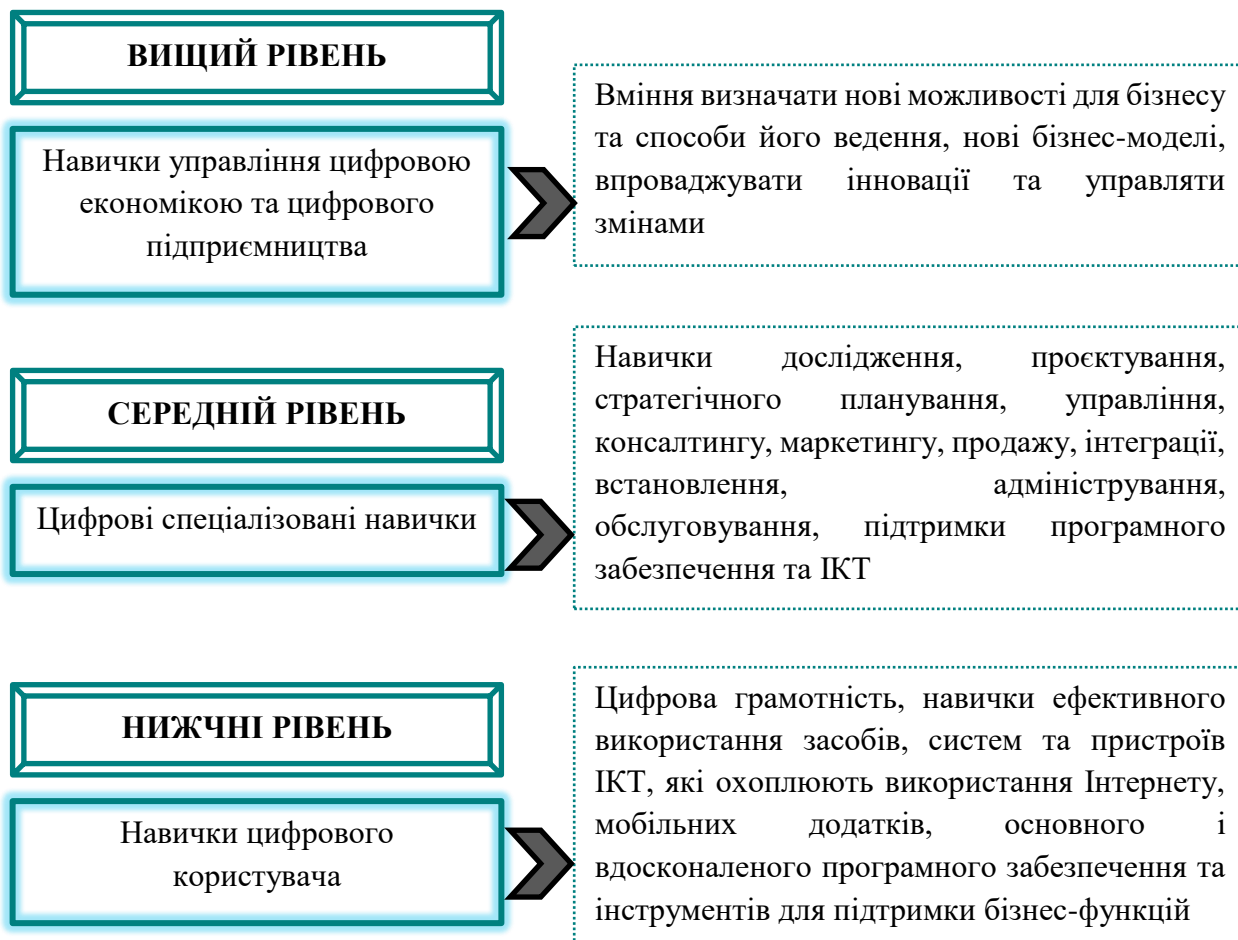 ВИЩИЙ РІВЕНЬ
Навички управління цифровою
економікою та цифрового
підприємництва
Вміння визначати нові можливості для бізнесу
та способи його ведення, нові бізнес-моделі,
впроваджувати інновації та управляти
змінами
СЕРЕДНІЙ РІВЕНЬ
Цифрові спеціалізовані навички
Навички дослідження, проєктування,
стратегічного планування, управління,
консалтингу, маркетингу, продажу, інтеграції,
встановлення, адміністрування,
обслуговування, підтримки програмного
забезпечення та ІКТ
НИЖЧНІ РІВЕНЬ
Навички цифрового
користувача
Цифрова грамотність, навички ефективного
використання засобів, систем та пристроїв
ІКТ, які охоплюють використання Інтернету,
мобільних додатків, основного і
вдосконаленого програмного забезпечення та
інструментів для підтримки бізнес-функцій